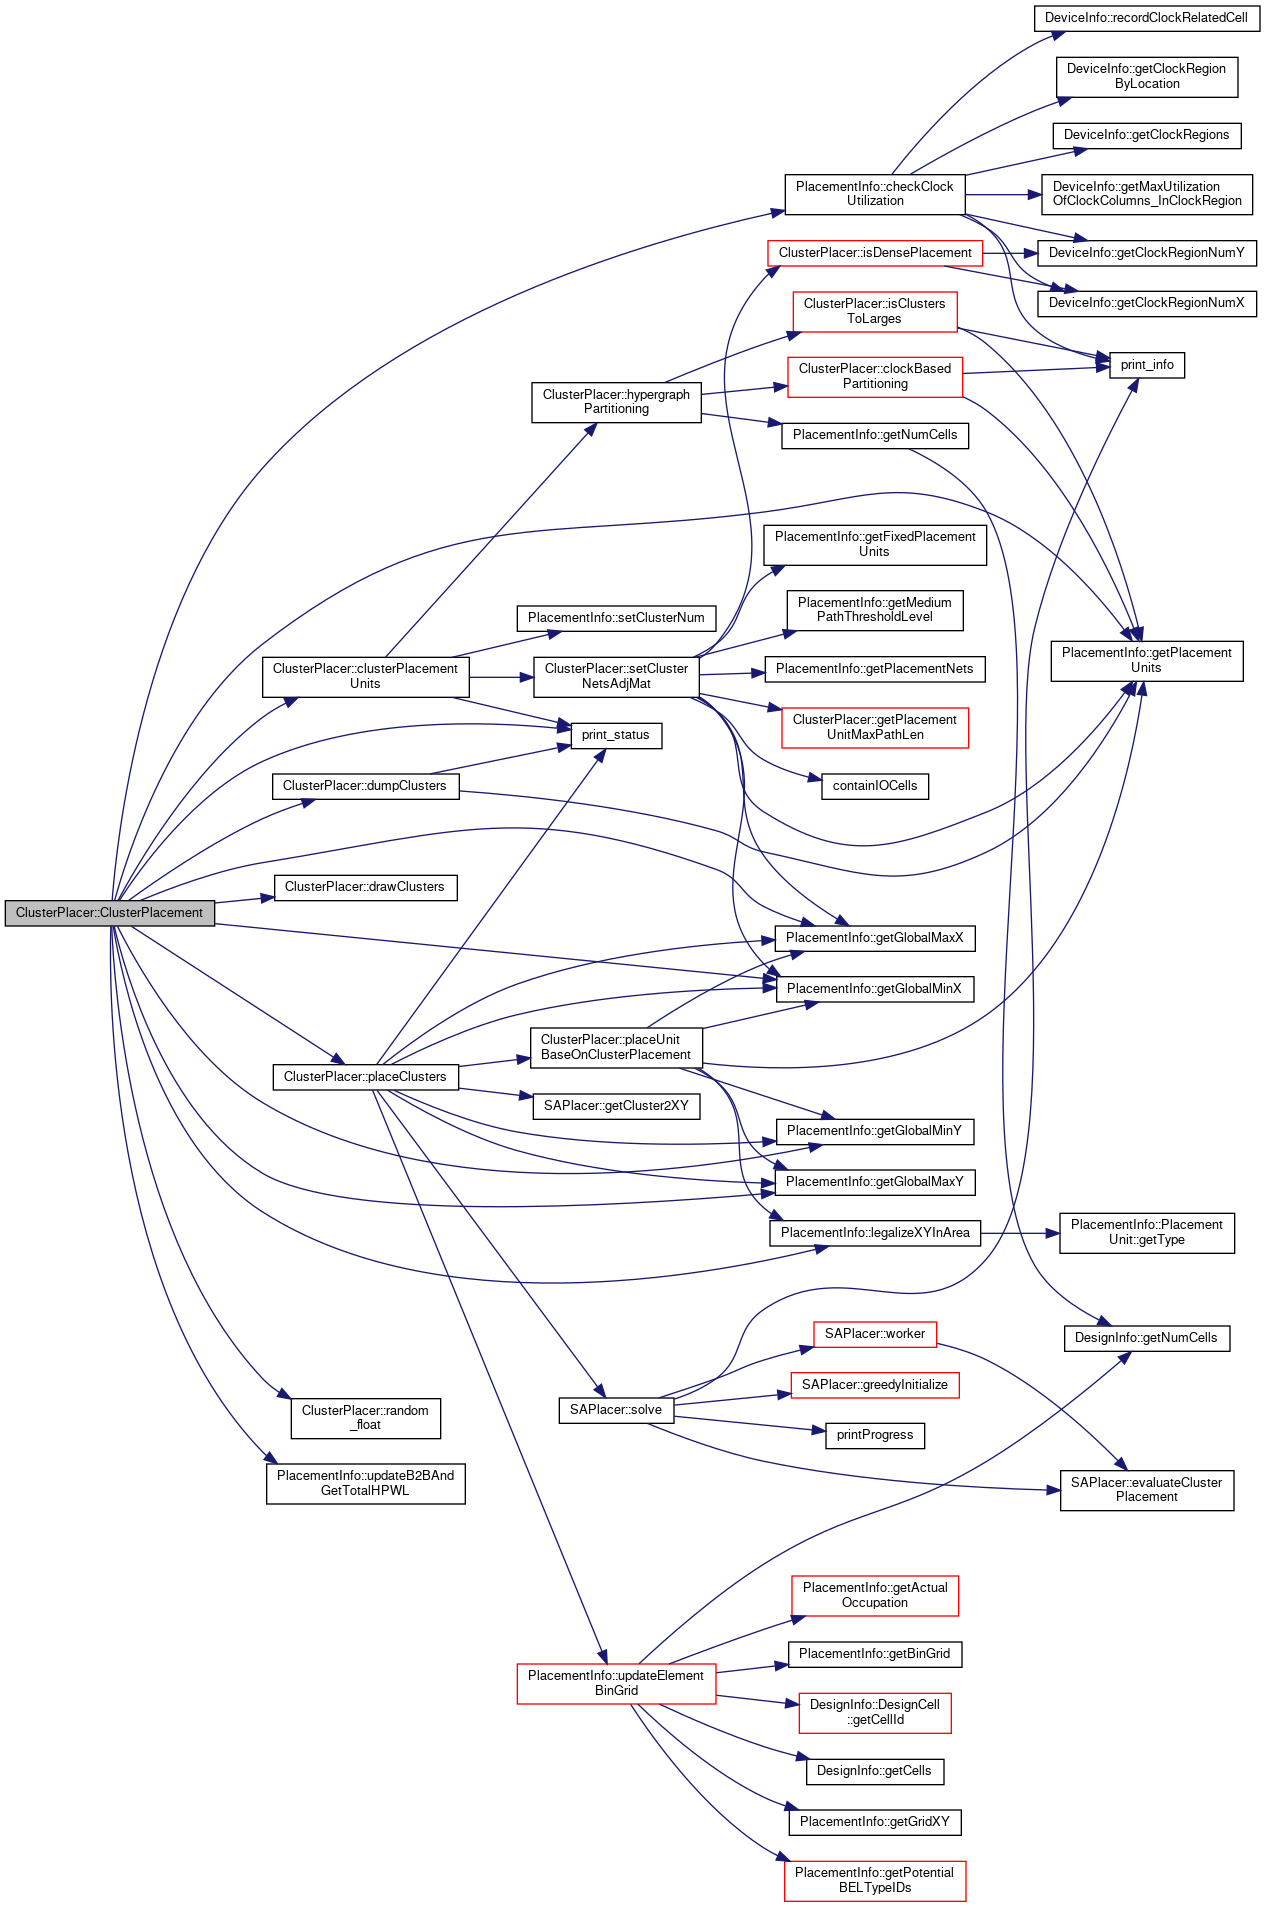 DeviceInfo::recordClockRelatedCell
DeviceInfo::getClockRegion
ByLocation
DeviceInfo::getClockRegions
PlacementInfo::checkClock
Utilization
DeviceInfo::getMaxUtilization
OfClockColumns_InClockRegion
ClusterPlacer::isDensePlacement
DeviceInfo::getClockRegionNumY
DeviceInfo::getClockRegionNumX
ClusterPlacer::isClusters
ToLarges
print_info
ClusterPlacer::clockBased
Partitioning
ClusterPlacer::hypergraph
Partitioning
PlacementInfo::getNumCells
PlacementInfo::getFixedPlacement
Units
PlacementInfo::getMedium
PathThresholdLevel
PlacementInfo::setClusterNum
PlacementInfo::getPlacement
Units
ClusterPlacer::clusterPlacement
Units
ClusterPlacer::setCluster
NetsAdjMat
PlacementInfo::getPlacementNets
ClusterPlacer::getPlacement
UnitMaxPathLen
print_status
ClusterPlacer::dumpClusters
containIOCells
ClusterPlacer::drawClusters
ClusterPlacer::ClusterPlacement
PlacementInfo::getGlobalMaxX
PlacementInfo::getGlobalMinX
ClusterPlacer::placeUnit
BaseOnClusterPlacement
ClusterPlacer::placeClusters
SAPlacer::getCluster2XY
PlacementInfo::getGlobalMinY
PlacementInfo::getGlobalMaxY
PlacementInfo::legalizeXYInArea
PlacementInfo::Placement
Unit::getType
SAPlacer::worker
DesignInfo::getNumCells
SAPlacer::greedyInitialize
SAPlacer::solve
ClusterPlacer::random
_float
printProgress
PlacementInfo::updateB2BAnd
GetTotalHPWL
SAPlacer::evaluateCluster
Placement
PlacementInfo::getActual
Occupation
PlacementInfo::getBinGrid
PlacementInfo::updateElement
BinGrid
DesignInfo::DesignCell
::getCellId
DesignInfo::getCells
PlacementInfo::getGridXY
PlacementInfo::getPotential
BELTypeIDs